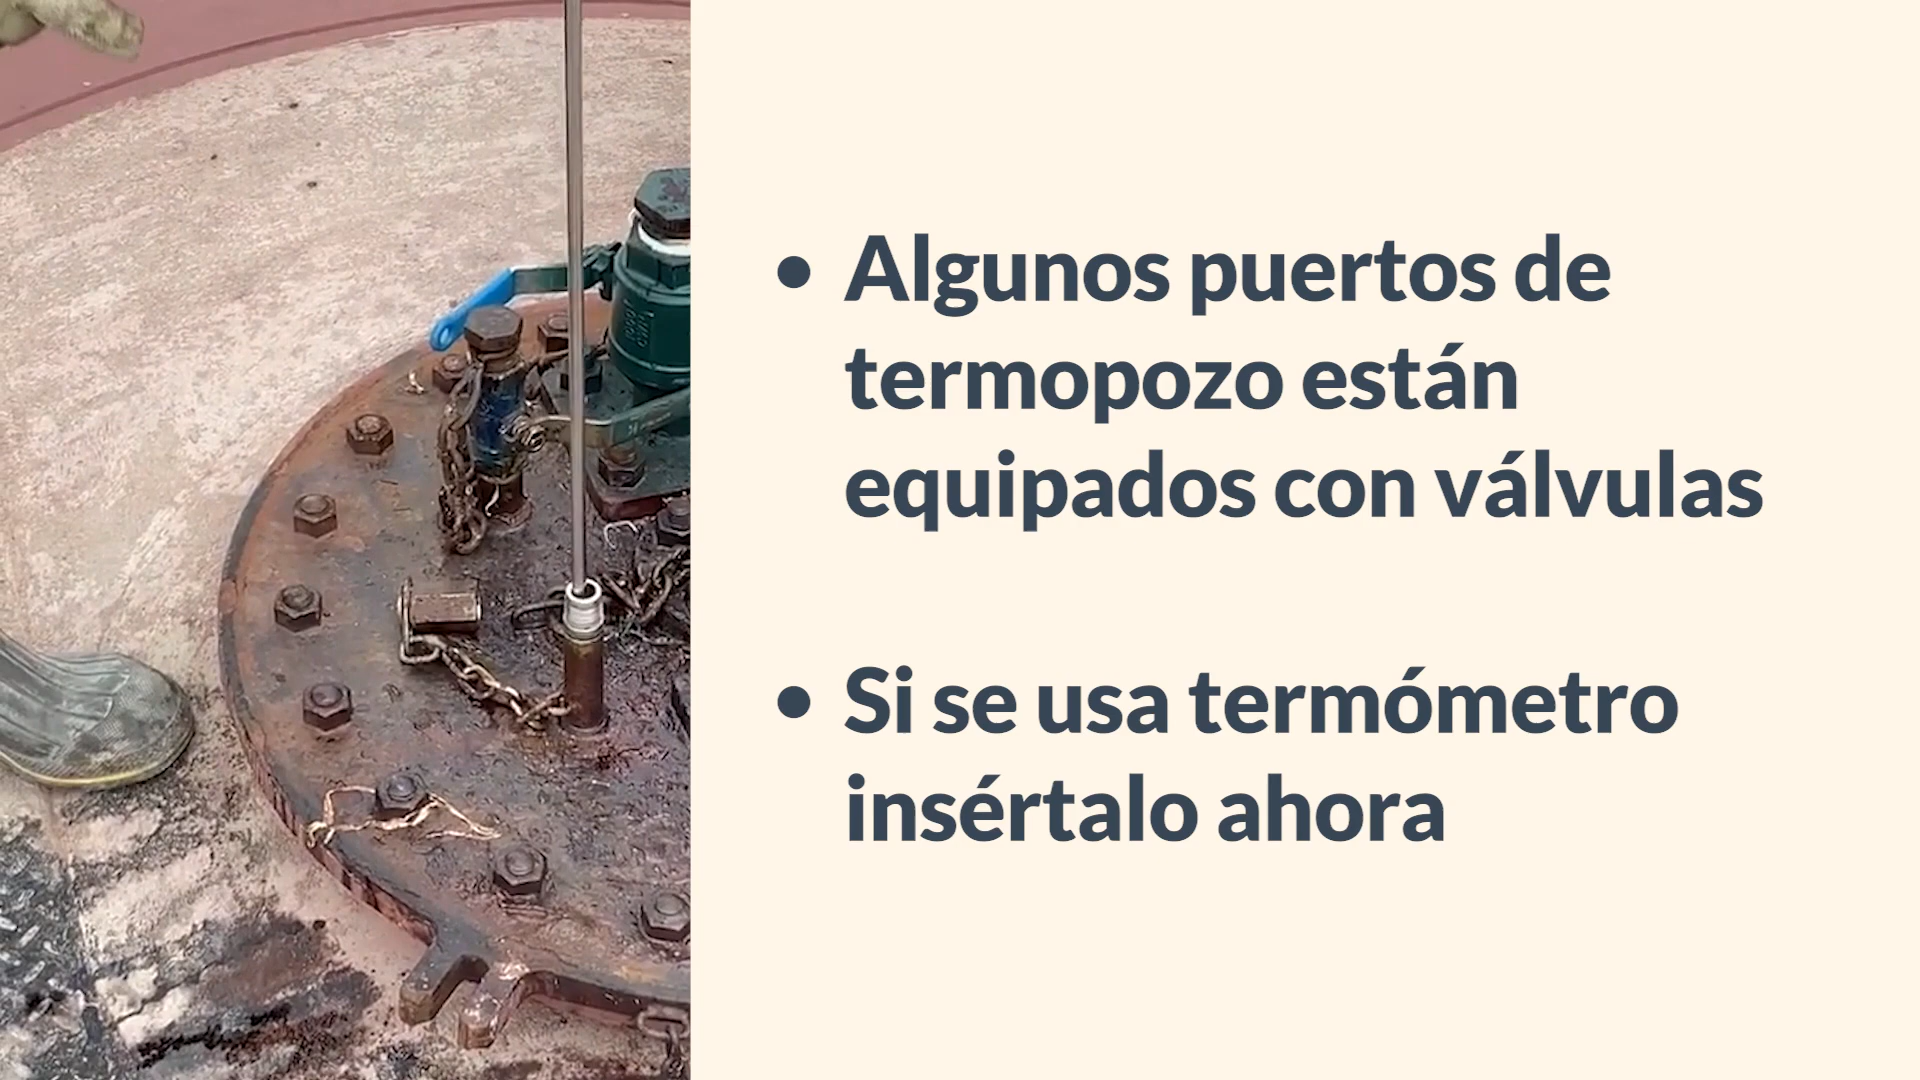 • Algunos puertos de
termopozo están
equipados con válvulas
• Si se usa termómetro
insértalo ahora